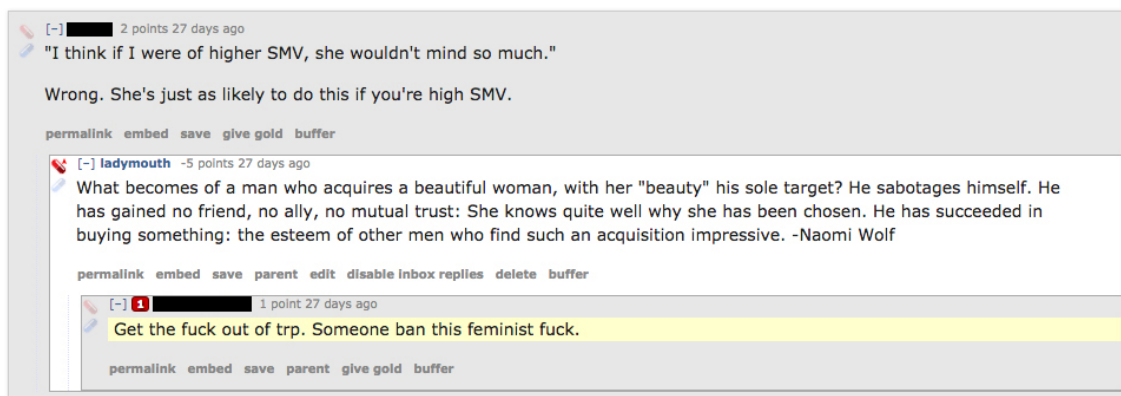 [-] 2 points 27 days ago
"I think if I were of higher SMV, she wouldn't mind so much."
Wrong. She's just as likely to do this if you're high SMV.
permalink embed save give gold buffer
[-] ladymouth -5 points 27 days ago
What becomes of a man who acquires a beautiful woman, with her "beauty" his sole target? He sabotages himself. He
has gained no friend, no ally, no mutual trust: She knows quite well why she has been chosen. He has succeeded in
buying something: the esteem of other men who find such an acquisition impressive. -Naomi Wolf
permalink embed save parent edit disable inbox replies delete buffer
[-] 1 1 point 27 days ago
Get the fuck out of trp. Someone ban this feminist fuck.
permalink embed save parent give gold buffer